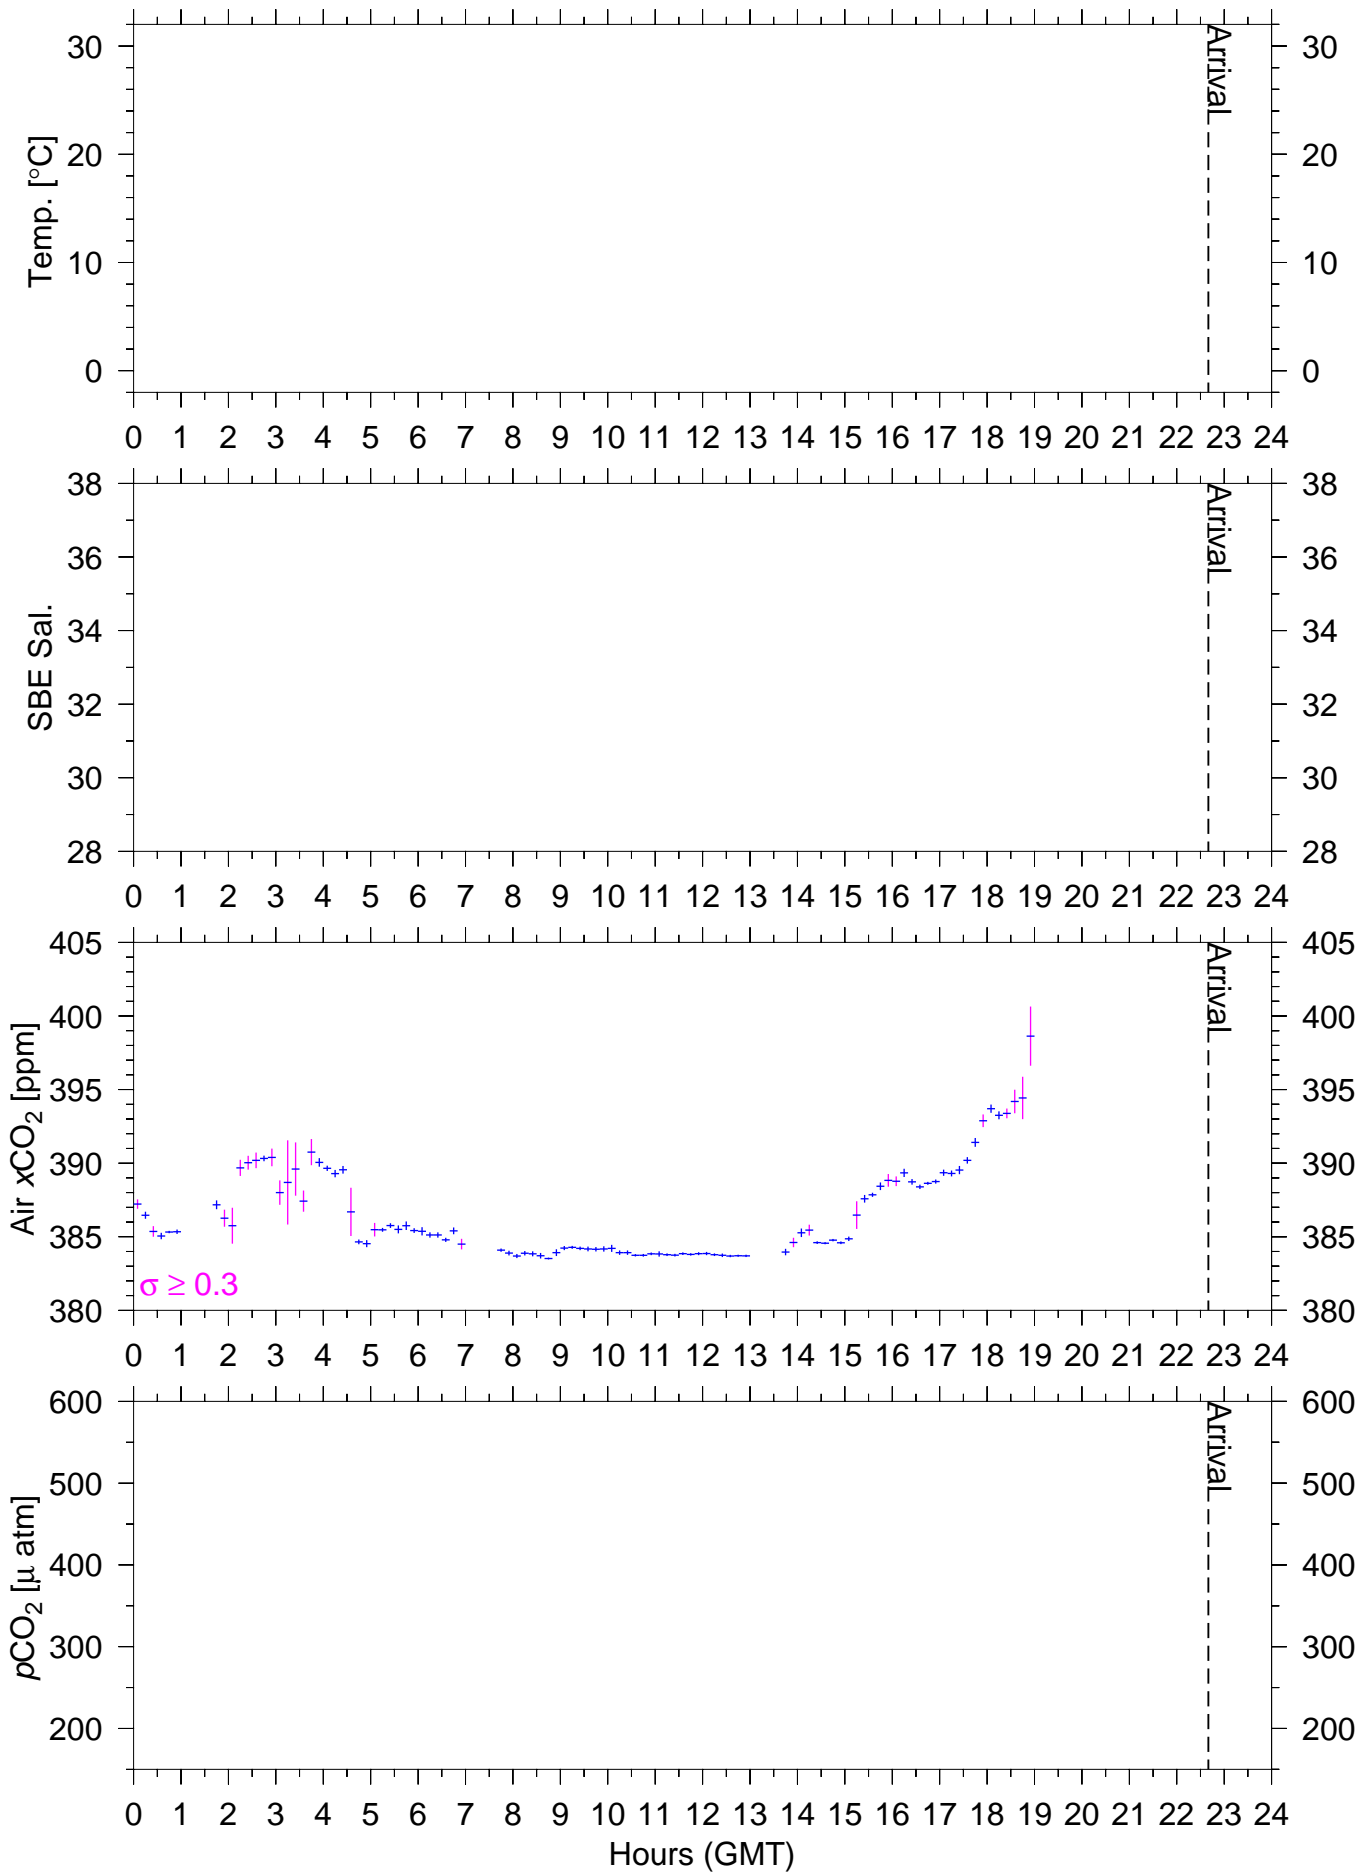 Temp. [°C]
30 30
20 20
10 10
0 0
Arrival
0 1 2 3 4 5 6 7 8 9 10 11 12 13 14 15 16 17 18 19 20 21 22 23 24
SBE Sal.
38 38
36 36
34 34
32 32
30 30
28 28
Arrival
0 1 2 3 4 5 6 7 8 9 10 11 12 13 14 15 16 17 18 19 20 21 22 23 24
Air xCO₂ [ppm]
405 405
400 400
395 395
390 390
385 385
380 380
Arrival
σ ≥ 0.3
0 1 2 3 4 5 6 7 8 9 10 11 12 13 14 15 16 17 18 19 20 21 22 23 24
pCO₂ [μ atm]
600 600
500 500
400 400
300 300
200 200
Arrival
0 1 2 3 4 5 6 7 8 9 10 11 12 13 14 15 16 17 18 19 20 21 22 23 24
Hours (GMT)